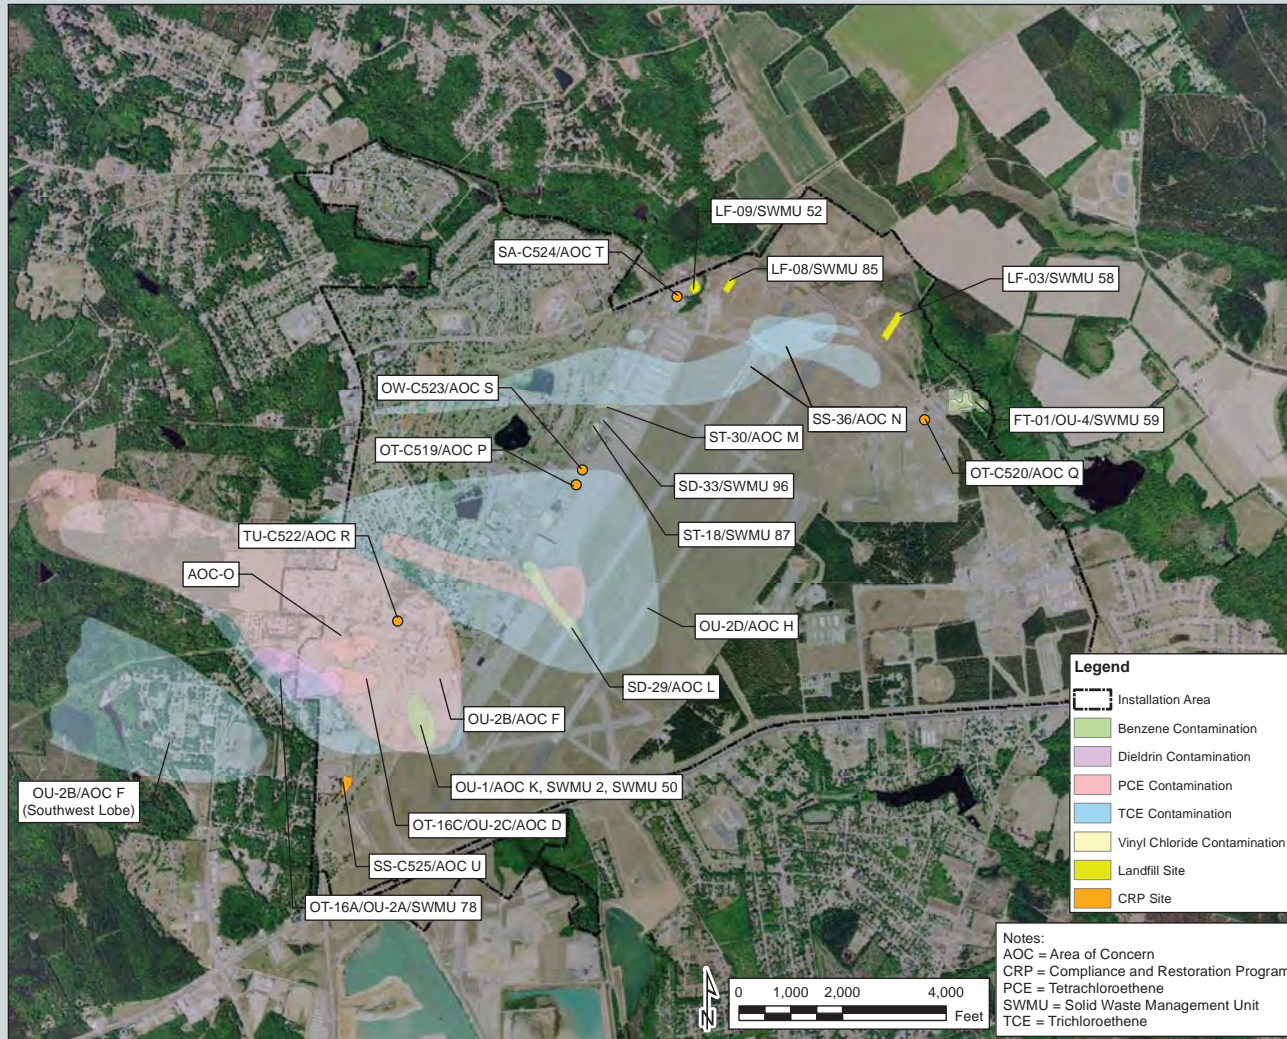 LF-09/SWMU 52
SA-C524/AOC T
LF-08/SWMU 85
LF-03/SWMU 58
OW-C523/AOC S
SS-36/AOC N
FT-01/OU-4/SWMU 59
ST-30/AOC M
OT-C519/AOC P
OT-C520/AOC Q
SD-33/SWMU 96
TU-C522/AOC R
ST-18/SWMU 87
AOC-O
OU-2D/AOC H
SD-29/AOC L
OU-2B/AOC F
OU-2B/AOC F
(Southwest Lobe)
OU-1/AOC K, SWMU 2, SWMU 50
OT-16C/OU-2C/AOC D
SS-C525/AOC U
OT-16A/OU-2A/SWMU 78
Legend
Installation Area
Benzene Contamination
Dieldrin Contamination
PCE Contamination
TCE Contamination
Vinyl Chloride Contamination
Landfill Site
CRP Site
Notes:
AOC = Area of Concern
CRP = Compliance and Restoration Program
PCE = Tetrachloroethene
SWMU = Solid Waste Management Unit
TCE = Trichloroethene
N
0 1,000 2,000 4,000
Feet